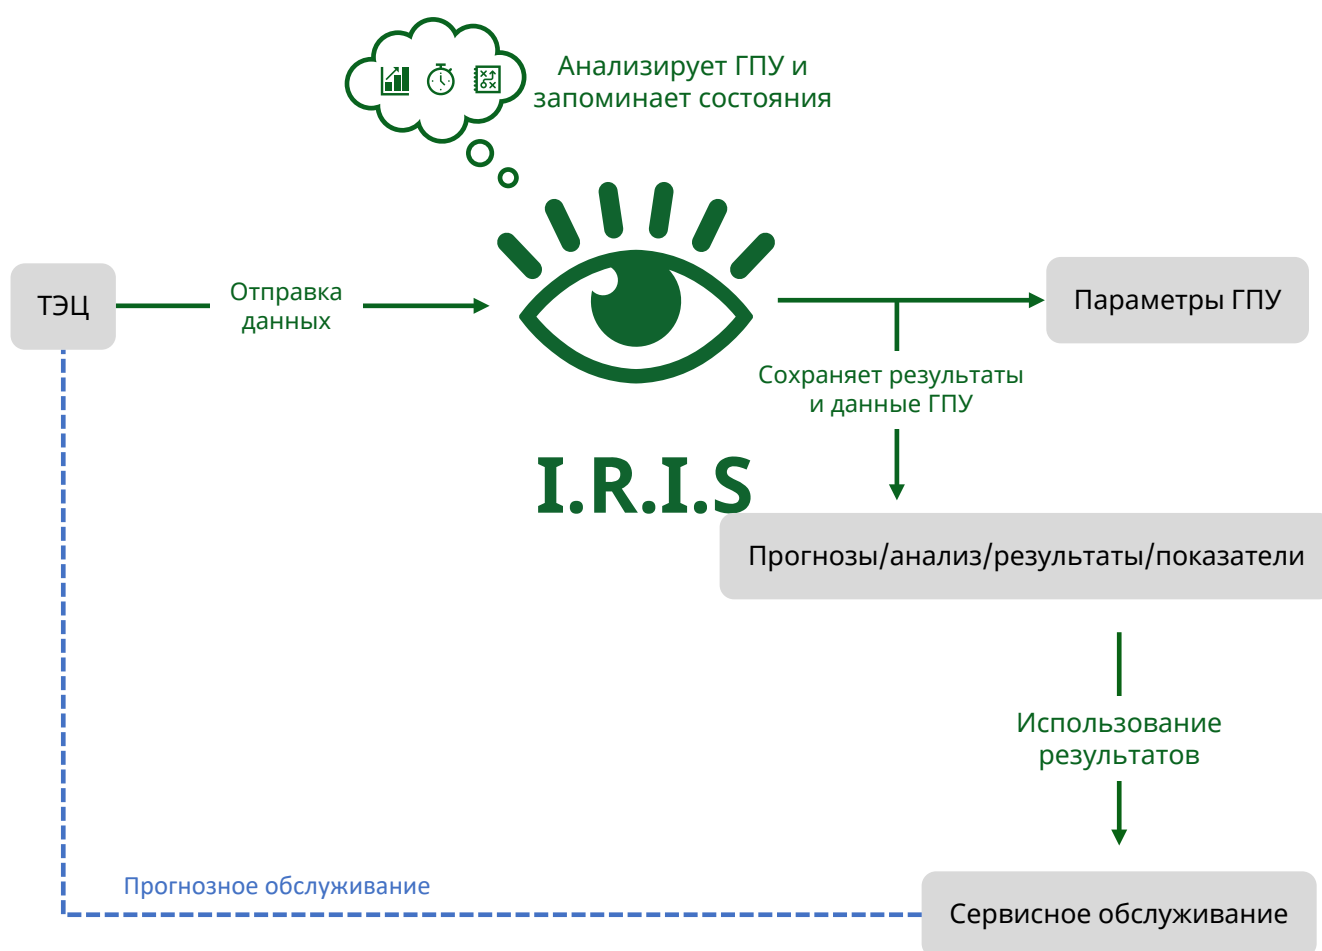 Анализирует ГПУ и
запоминает состояния
ТЭЦ
Отправка
данных
Параметры ГПУ
Сохраняет результаты
и данные ГПУ
I.R.I.S
Прогнозы/анализ/результаты/показатели
Использование
результатов
Прогнозное обслуживание
Сервисное обслуживание